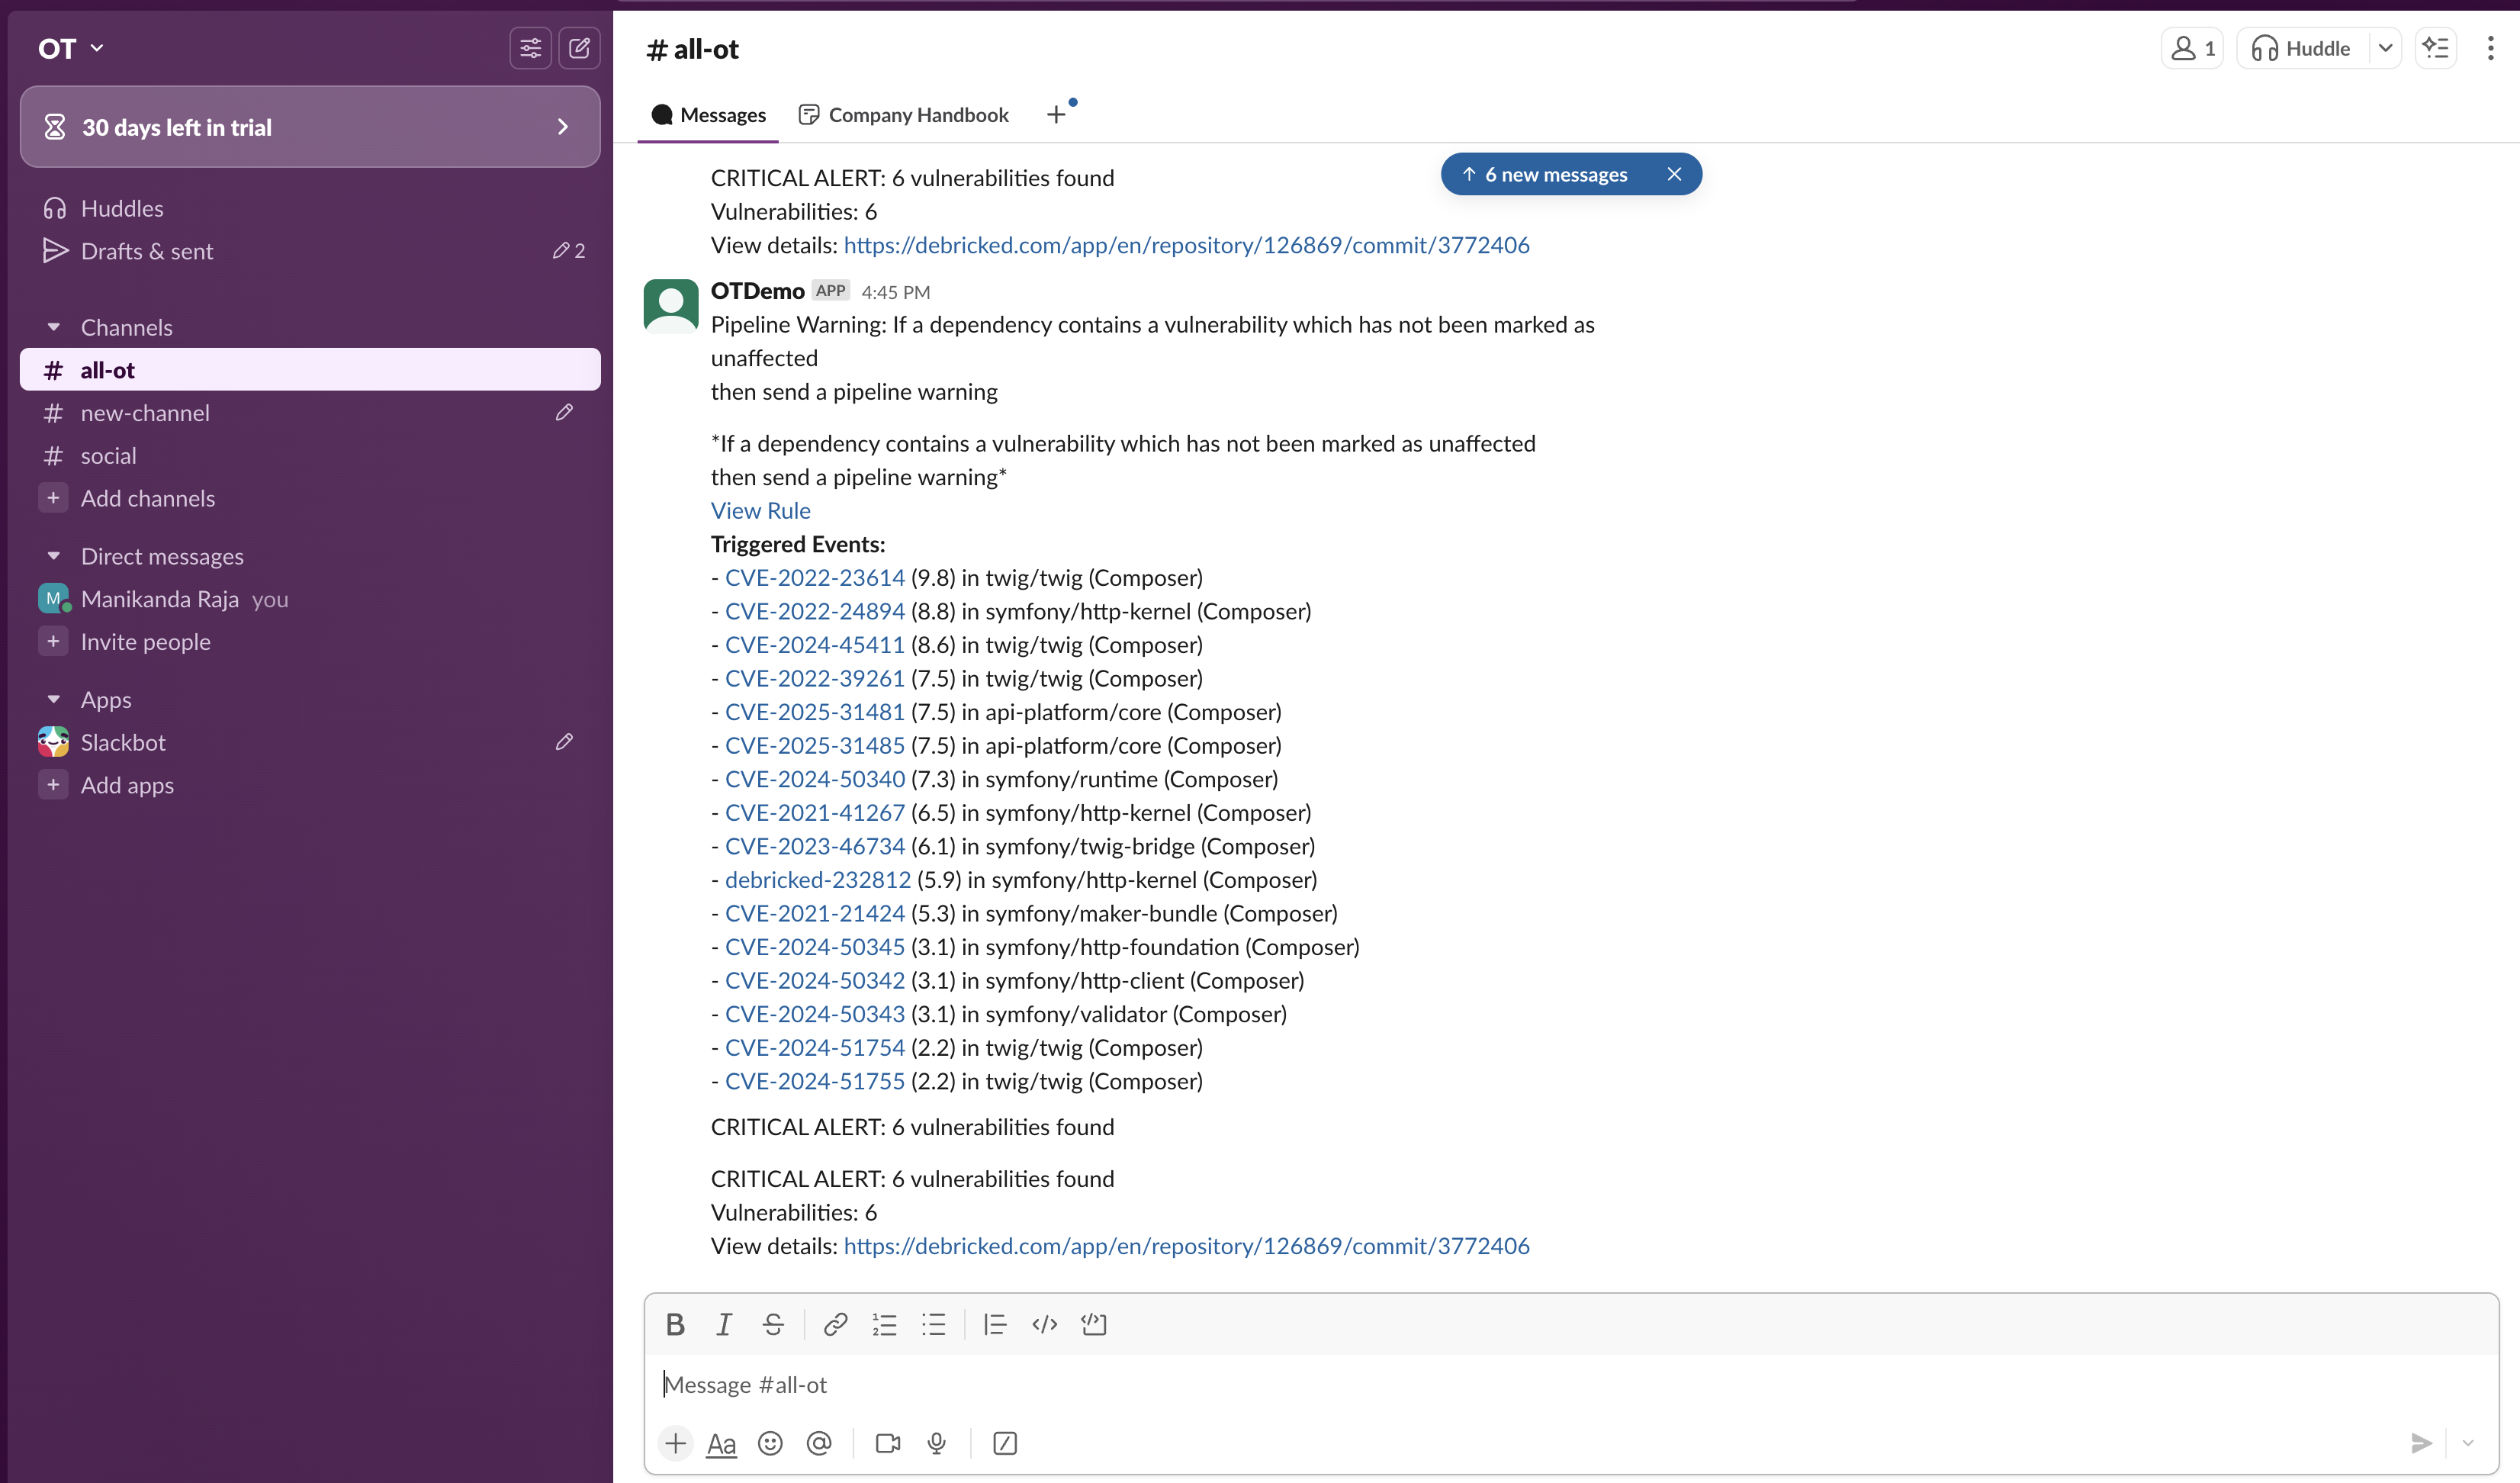 OT
30 days left in trial
Huddles
Drafts & sent 2
Channels
# all-ot
# new-channel
# social
+ Add channels
Direct messages
M Manikanda Raja you
+ Invite people
Apps
Slackbot
+ Add apps
# all-ot
1 Huddle
Messages Company Handbook +
↑ 6 new messages ×
CRITICAL ALERT: 6 vulnerabilities found
Vulnerabilities: 6
View details: https://debricked.com/app/en/repository/126869/commit/3772406
OTDemo APP 4:45 PM
Pipeline Warning: If a dependency contains a vulnerability which has not been marked as
unaffected
then send a pipeline warning
*If a dependency contains a vulnerability which has not been marked as unaffected
then send a pipeline warning*
View Rule
Triggered Events:
- CVE-2022-23614 (9.8) in twig/twig (Composer)
- CVE-2022-24894 (8.8) in symfony/http-kernel (Composer)
- CVE-2024-45411 (8.6) in twig/twig (Composer)
- CVE-2022-39261 (7.5) in twig/twig (Composer)
- CVE-2025-31481 (7.5) in api-platform/core (Composer)
- CVE-2025-31485 (7.5) in api-platform/core (Composer)
- CVE-2024-50340 (7.3) in symfony/runtime (Composer)
- CVE-2021-41267 (6.5) in symfony/http-kernel (Composer)
- CVE-2023-46734 (6.1) in symfony/twig-bridge (Composer)
- debricked-232812 (5.9) in symfony/http-kernel (Composer)
- CVE-2021-21424 (5.3) in symfony/maker-bundle (Composer)
- CVE-2024-50345 (3.1) in symfony/http-foundation (Composer)
- CVE-2024-50342 (3.1) in symfony/http-client (Composer)
- CVE-2024-50343 (3.1) in symfony/validator (Composer)
- CVE-2024-51754 (2.2) in twig/twig (Composer)
- CVE-2024-51755 (2.2) in twig/twig (Composer)
CRITICAL ALERT: 6 vulnerabilities found
CRITICAL ALERT: 6 vulnerabilities found
Vulnerabilities: 6
View details: https://debricked.com/app/en/repository/126869/commit/3772406
B I S
Message #all-ot
+ Aa @